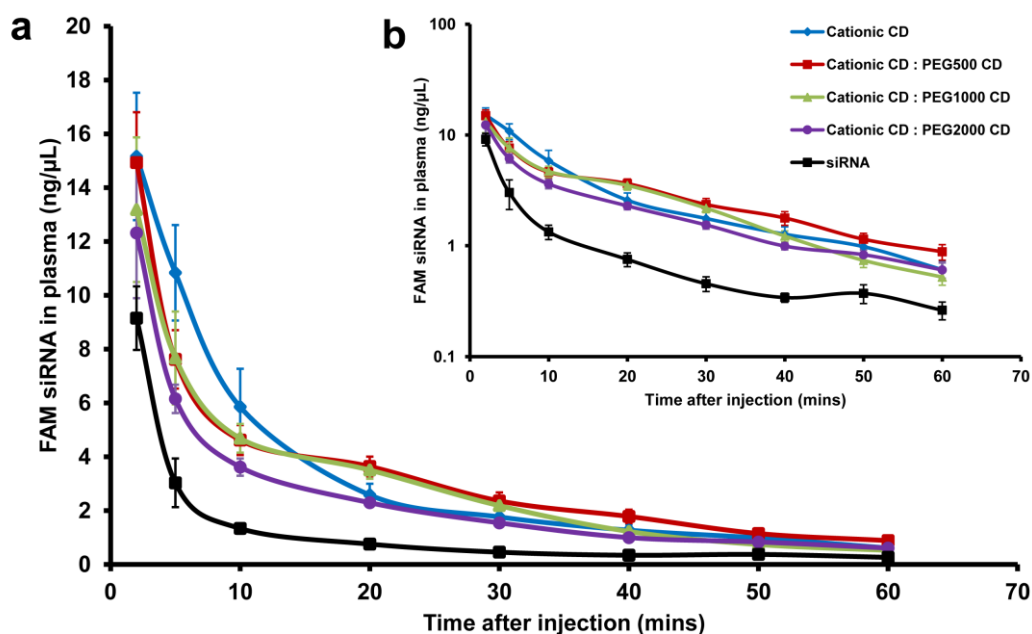 a
FAM siRNA in plasma (ng/µL)
20
18
16
14
12
10
8
6
4
2
0
0
10
20
30
40
50
60
70
Time after injection (mins)
b
FAM siRNA in plasma (ng/µL)
100
10
1
0.1
0
10
20
30
40
50
60
70
Time after injection (mins)
Cationic CD
Cationic CD : PEG500 CD
Cationic CD : PEG1000 CD
Cationic CD : PEG2000 CD
siRNA